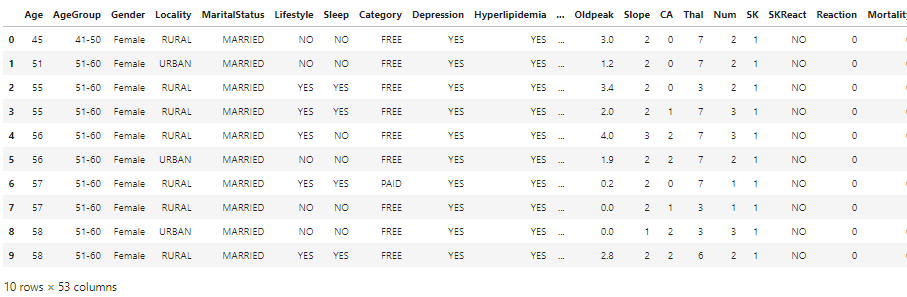 Age AgeGroup Gender Locality MaritalStatus Lifestyle Sleep Category Depression Hyperlipidemia ... Oldpeak Slope CA Thal Num SK SKReact Reaction Mortality
0 45 41-50 Female RURAL MARRIED NO NO FREE YES YES ... 3.0 2 0 7 2 1 NO 0
1 51 51-60 Female URBAN MARRIED NO NO FREE YES YES ... 1.2 2 0 7 2 1 NO 0
2 55 51-60 Female RURAL MARRIED YES YES FREE YES YES ... 3.4 2 0 3 2 1 NO 0
3 55 51-60 Female RURAL MARRIED YES YES FREE YES YES ... 2.0 2 1 7 3 1 NO 0
4 56 51-60 Female RURAL MARRIED YES NO FREE YES YES ... 4.0 3 2 7 3 1 NO 0
5 56 51-60 Female URBAN MARRIED NO NO FREE YES YES ... 1.9 2 2 7 2 1 NO 0
6 57 51-60 Female RURAL MARRIED YES YES PAID YES YES ... 0.2 2 0 7 1 1 NO 0
7 57 51-60 Female RURAL MARRIED NO NO FREE YES YES ... 0.0 2 1 3 1 1 NO 0
8 58 51-60 Female URBAN MARRIED NO NO FREE YES YES ... 0.0 1 2 3 3 1 NO 0
9 58 51-60 Female RURAL MARRIED YES YES FREE YES YES ... 2.8 2 2 6 2 1 NO 0
10 rows × 53 columns